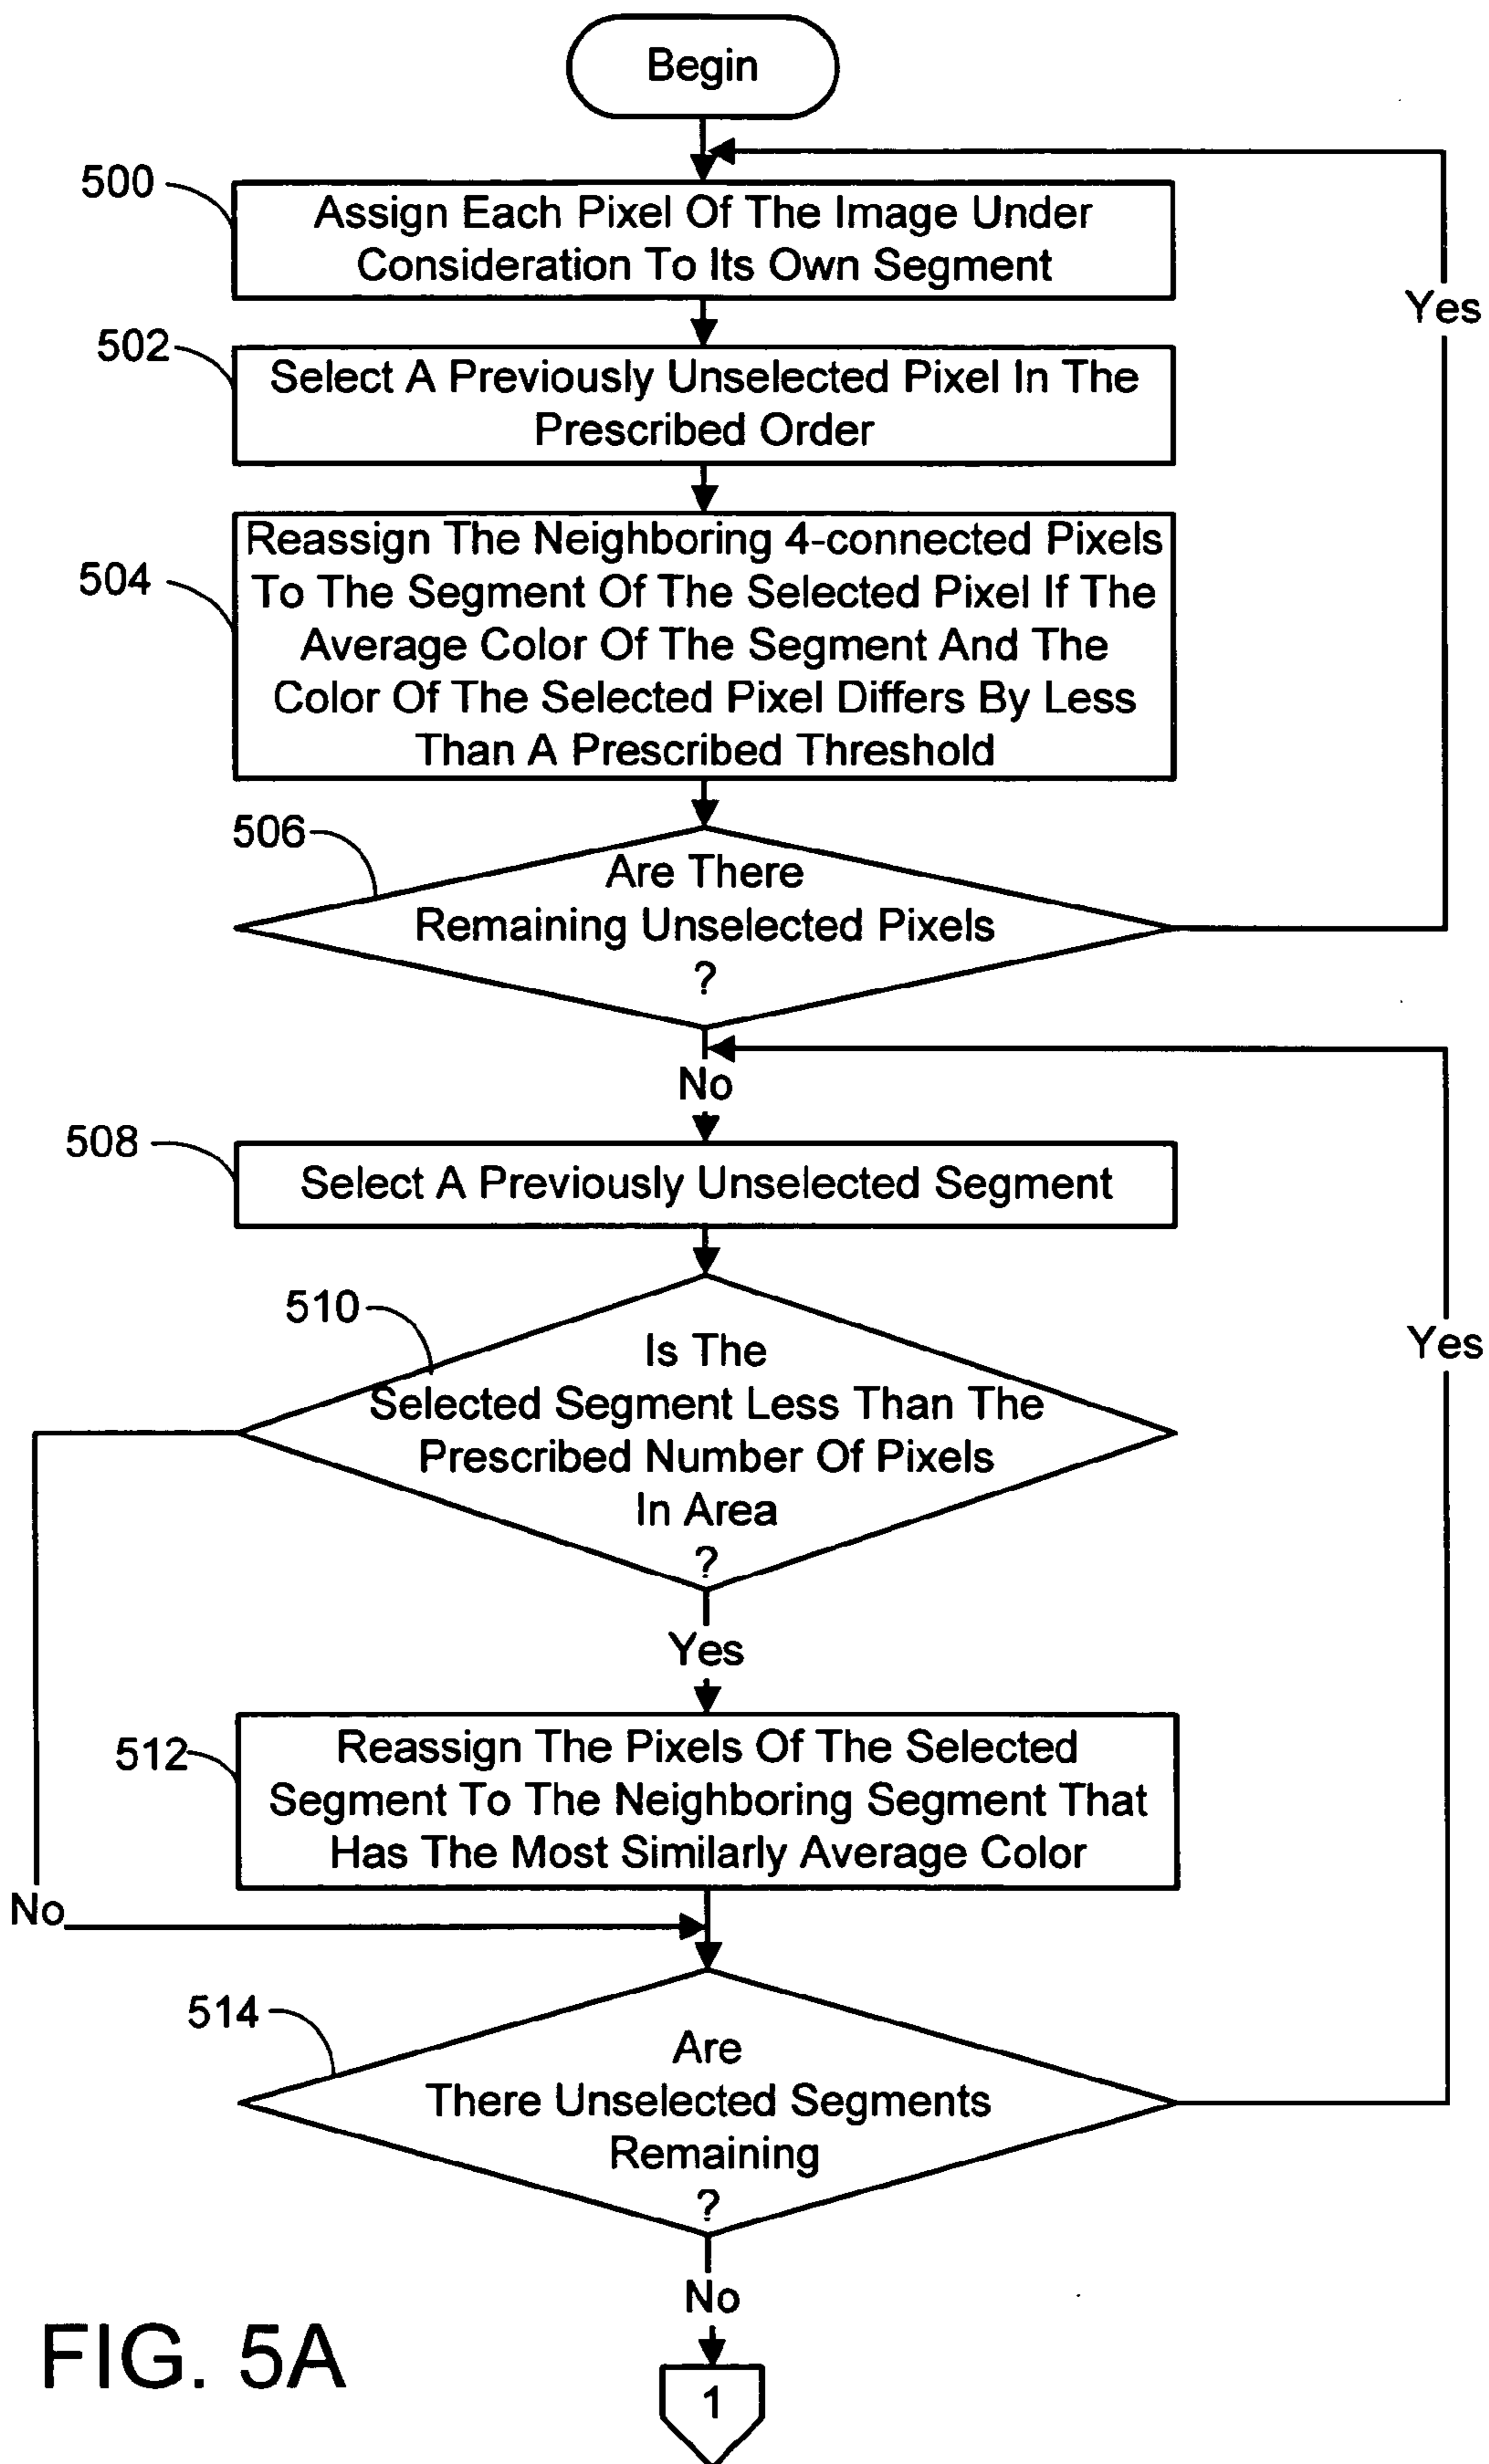 Begin
500
Assign Each Pixel Of The Image Under
Consideration To Its Own Segment
Yes
502
Select A Previously Unselected Pixel In The
Prescribed Order
504
Reassign The Neighboring 4-connected Pixels
To The Segment Of The Selected Pixel If The
Average Color Of The Segment And The
Color Of The Selected Pixel Differs By Less
Than A Prescribed Threshold
506
Are There
Remaining Unselected Pixels
?
No
508
Select A Previously Unselected Segment
510
Is The
Selected Segment Less Than The
Prescribed Number Of Pixels
In Area
?
Yes
Yes
512
Reassign The Pixels Of The Selected
Segment To The Neighboring Segment That
Has The Most Similarly Average Color
No
514
Are
There Unselected Segments
Remaining
?
No
1
FIG. 5A